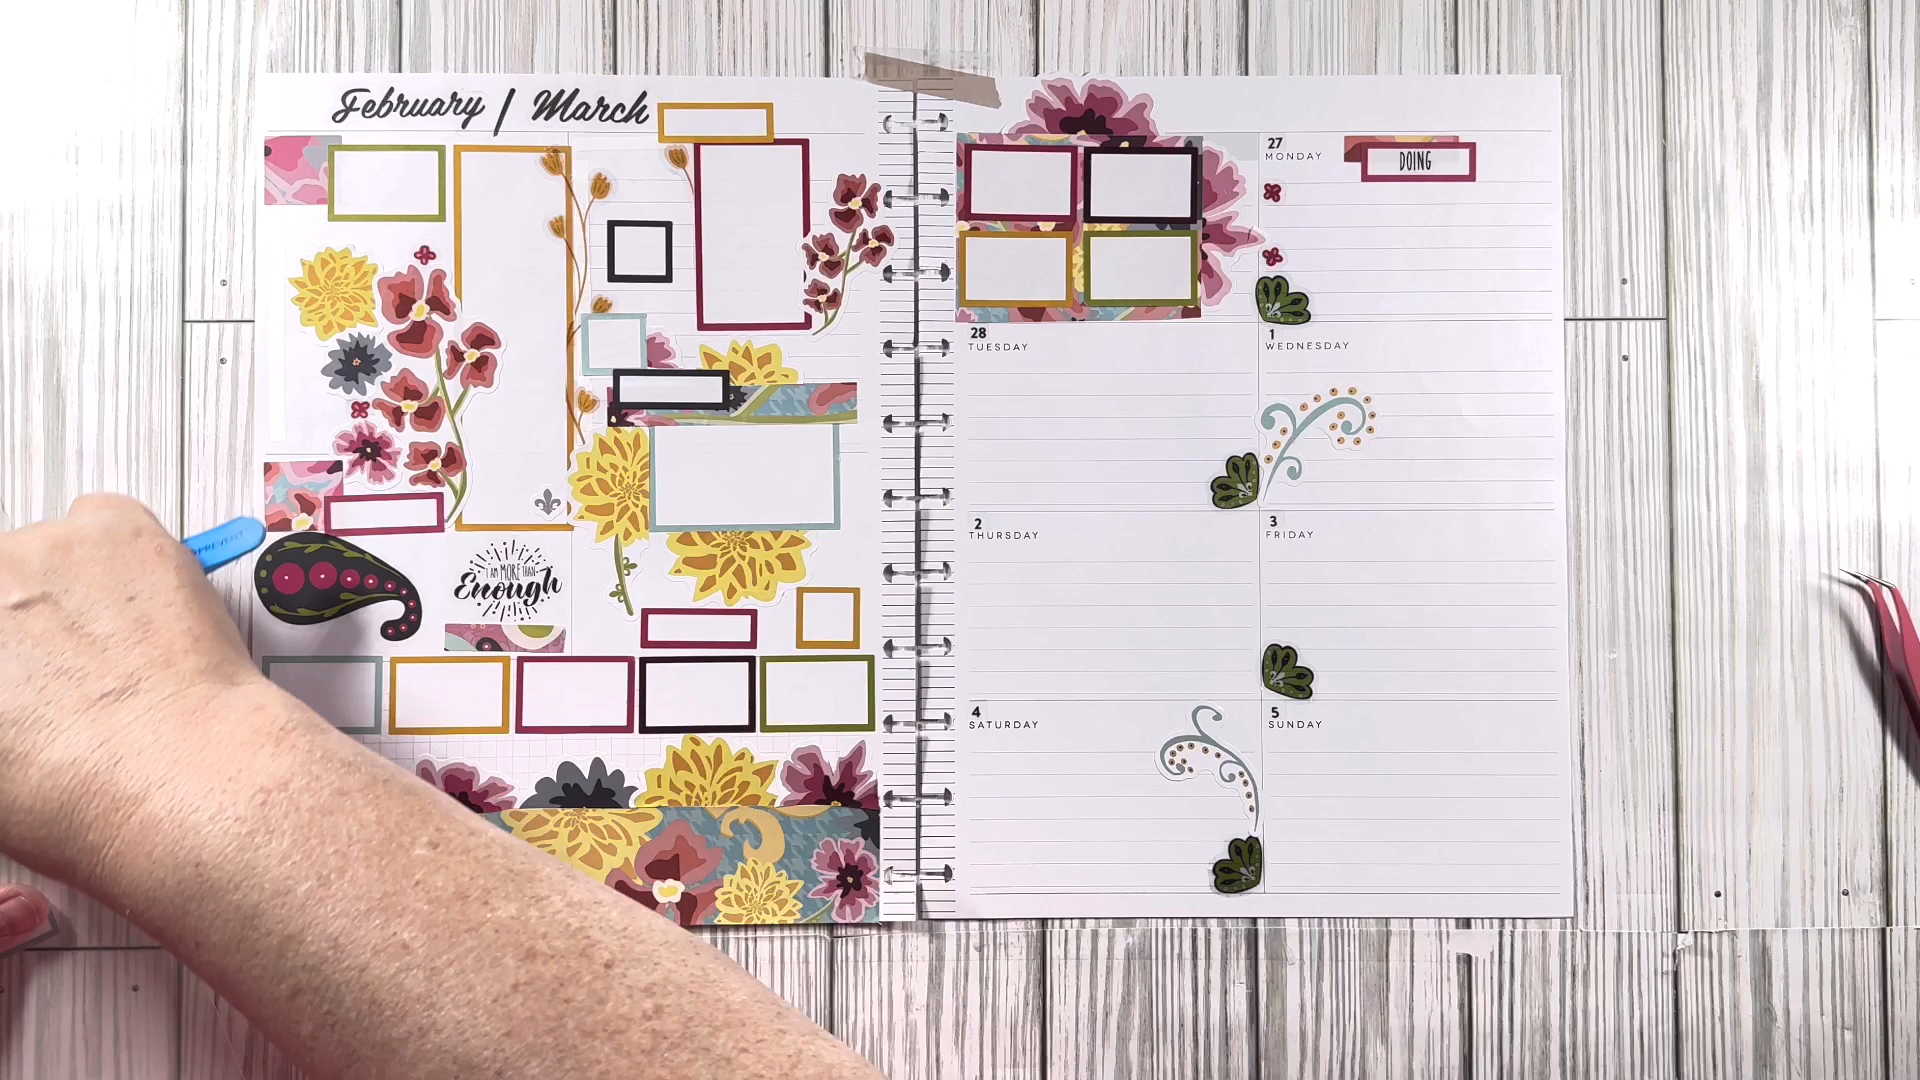 February / March
I AM MORE THAN
Enough
27
MONDAY
DOING
28
TUESDAY
1
WEDNESDAY
2
THURSDAY
3
FRIDAY
4
SATURDAY
5
SUNDAY